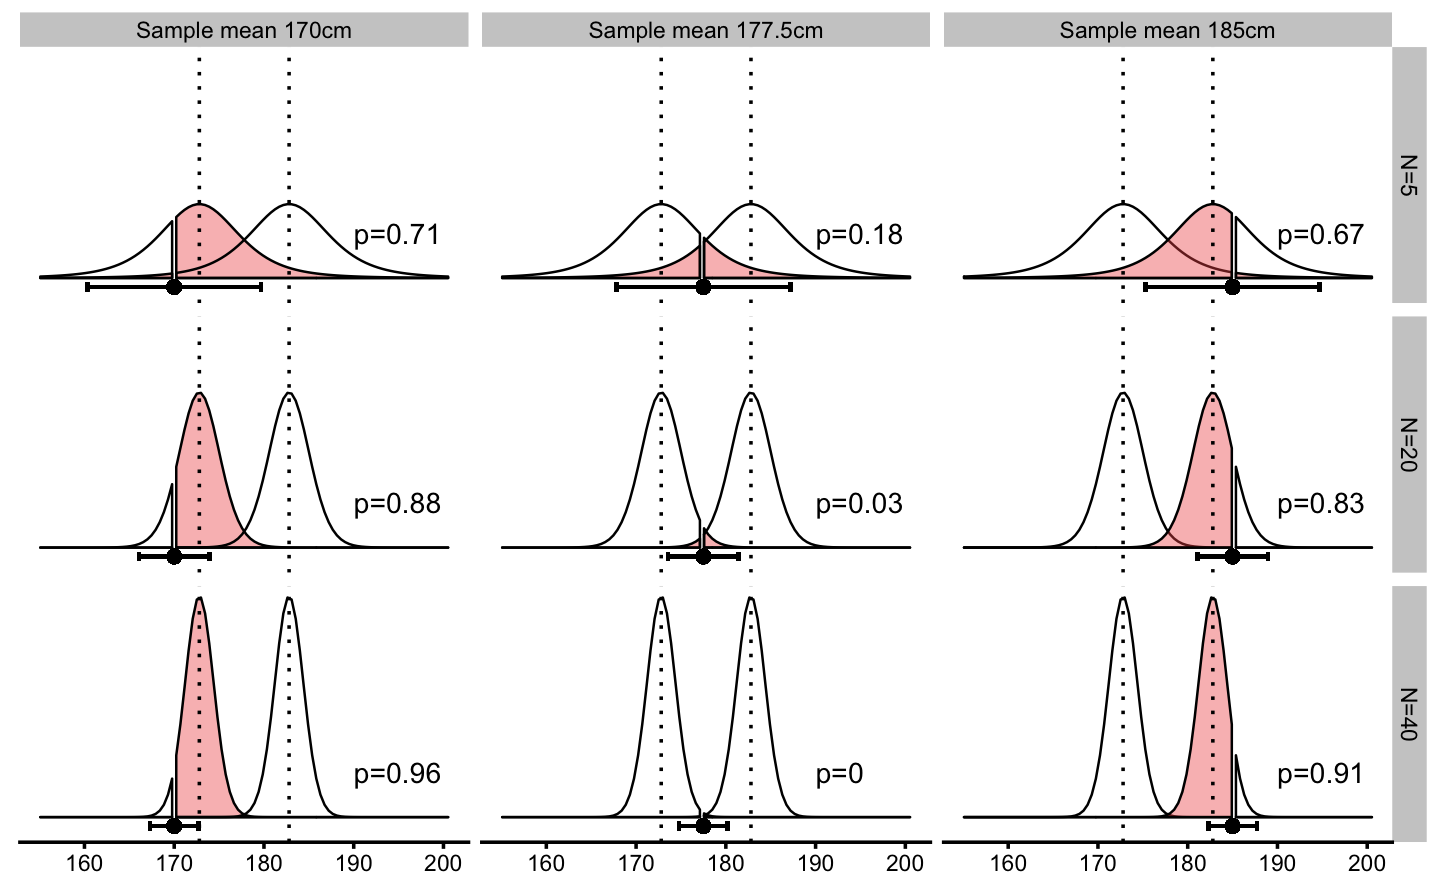 Sample mean 170cm
Sample mean 177.5cm
Sample mean 185cm
p=0.71
p=0.18
p=0.67
N=5
p=0.88
p=0.03
p=0.83
N=20
p=0.96
p=0
p=0.91
N=40
160 170 180 190 200
160 170 180 190 200
160 170 180 190 200